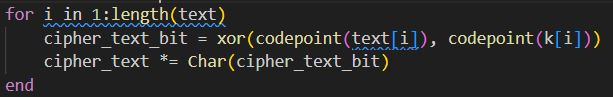 for i in 1:length(text)
    cipher_text_bit = xor(codepoint(text[i]), codepoint(k[i]))
    cipher_text *= Char(cipher_text_bit)
end